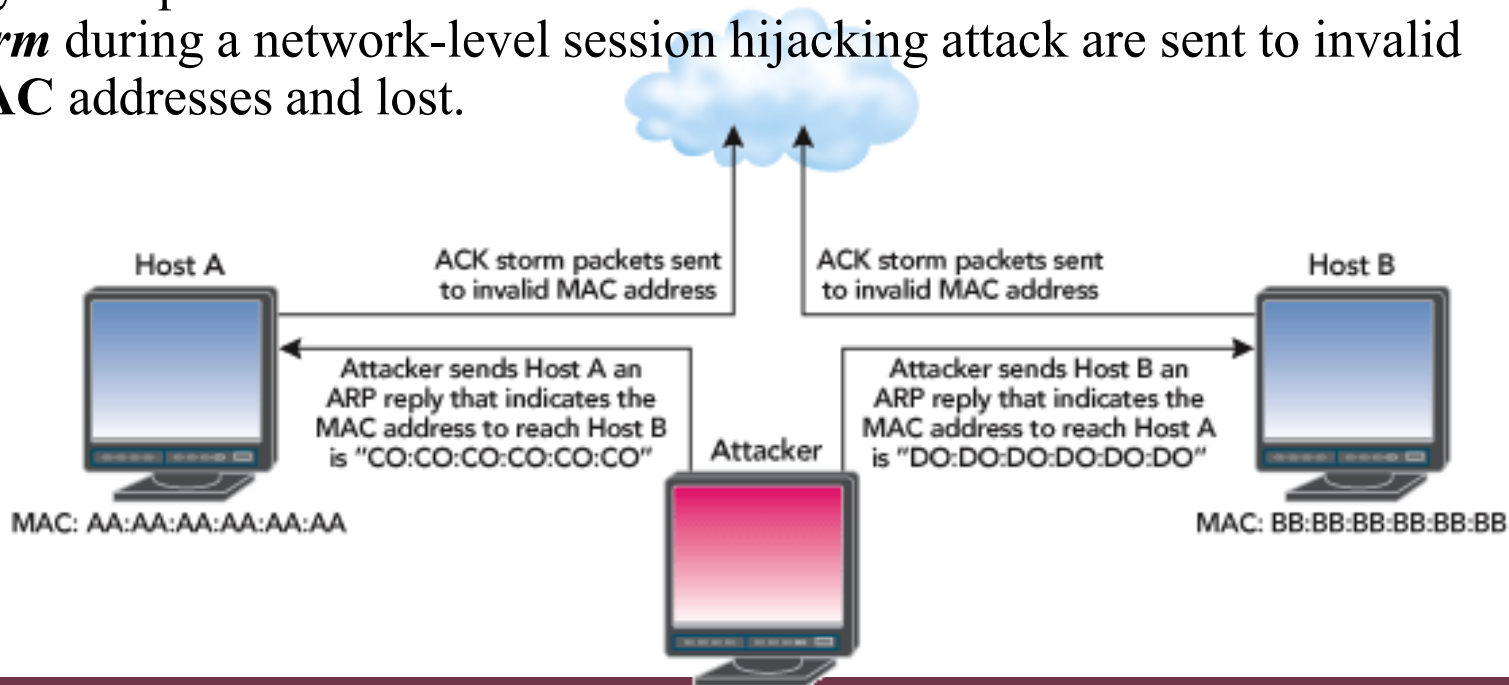 during a network-level session hijacking attack are sent to invalid
addresses and lost.
Host A
ACK storm packets sent
to invalid MAC address
ACK storm packets sent
to invalid MAC address
Host B
Attacker sends Host A an
ARP reply that indicates the
MAC address to reach Host B
is "CO:CO:CO:CO:CO:CO"
Attacker sends Host B an
ARP reply that indicates the
MAC address to reach Host A
is "DO:DO:DO:DO:DO:DO"
Attacker
MAC: AA:AA:AA:AA:AA:AA
MAC: BB:BB:BB:BB:BB:BB